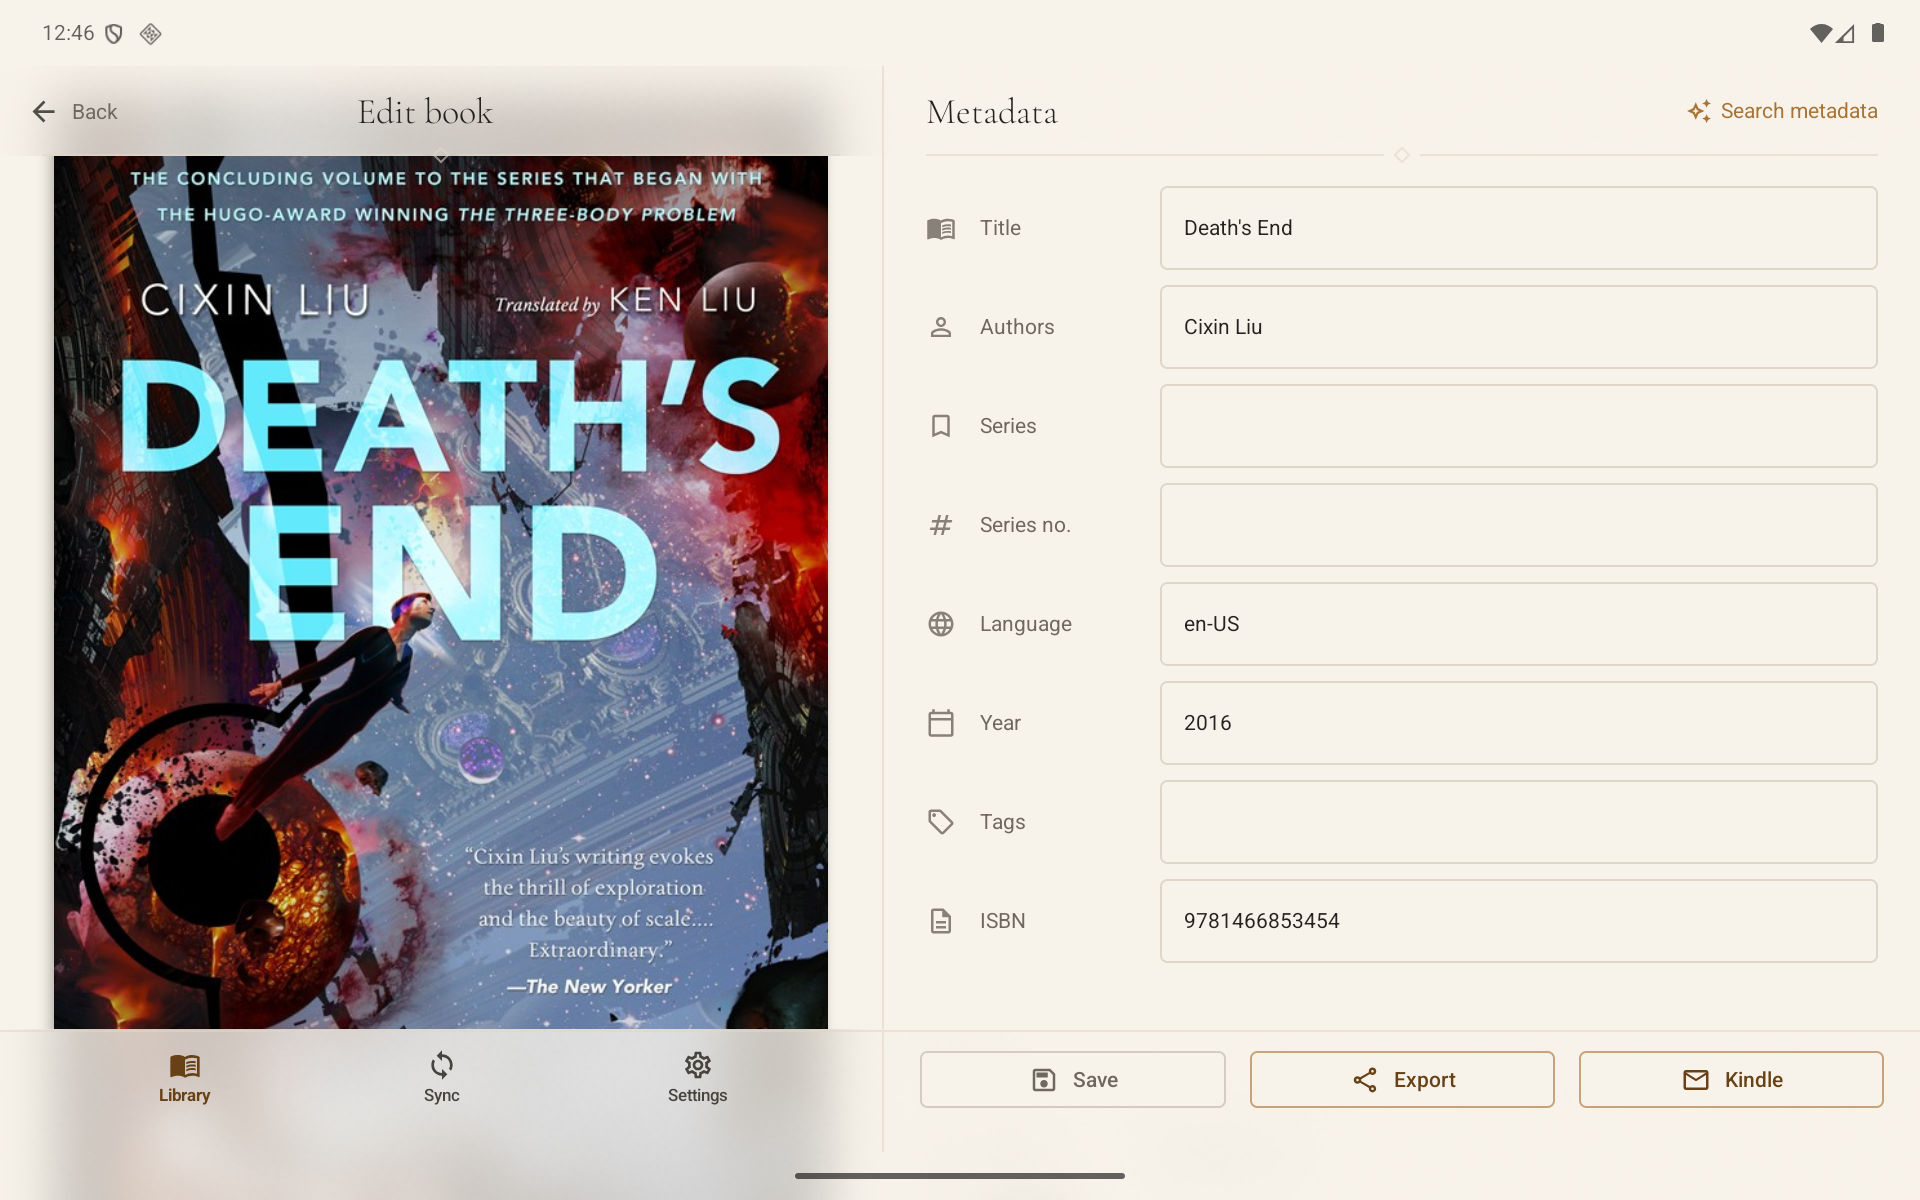 12:46
Back
Edit book
THE CONCLUDING VOLUME TO THE SERIES THAT BEGAN WITH
THE HUGO-AWARD WINNING THE THREE-BODY PROBLEM
CIXIN LIU
Translated by KEN LIU
DEATH'S
END
“Cixin Liu’s writing evokes
the thrill of exploration
and the beauty of scale....
Extraordinary.”
—The New Yorker
Library
Sync
Settings
Metadata
Search metadata
Title
Death's End
Authors
Cixin Liu
Series
Series no.
Language
en-US
Year
2016
Tags
ISBN
9781466853454
Save
Export
Kindle